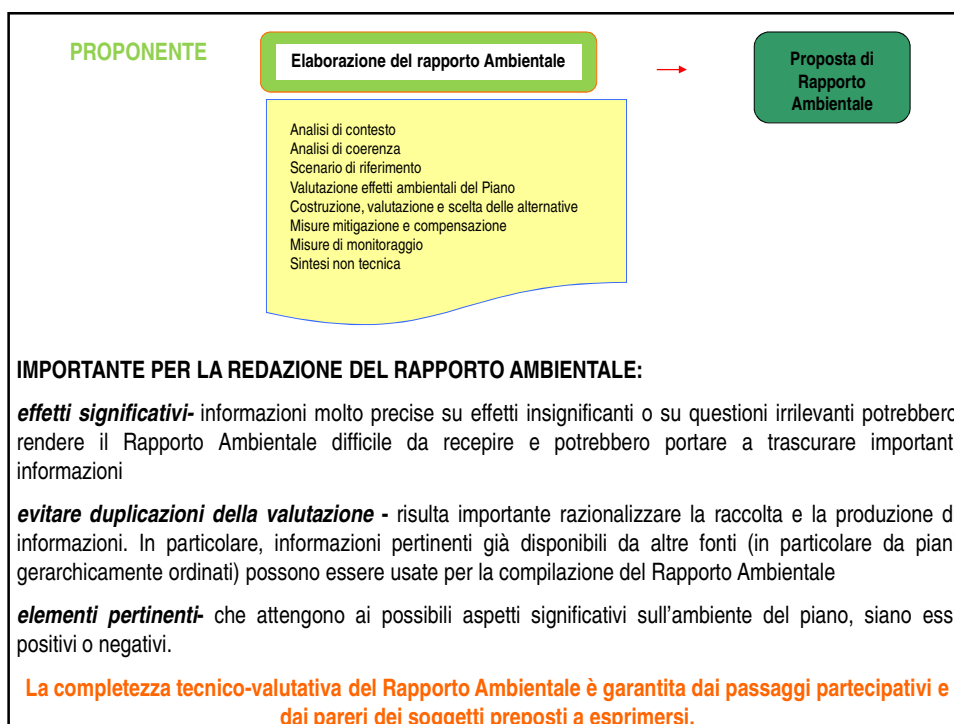 PROPONENTE
Elaborazione del rapporto Ambientale
Proposta di
Rapporto
Ambientale
Analisi di contesto
Analisi di coerenza
Scenario di riferimento
Valutazione effetti ambientali del Piano
Costruzione, valutazione e scelta delle alternative
Misure mitigazione e compensazione
Misure di monitoraggio
Sintesi non tecnica
IMPORTANTE PER LA REDAZIONE DEL RAPPORTO AMBIENTALE:
effetti significativi- informazioni molto precise su effetti insignificanti o su questioni irrilevanti potrebbero
rendere il Rapporto Ambientale difficile da recepire e potrebbero portare a trascurare important
informazioni
evitare duplicazioni della valutazione - risulta importante razionalizzare la raccolta e la produzione d
informazioni. In particolare, informazioni pertinenti già disponibili da altre fonti (in particolare da pian
gerarchicamente ordinati) possono essere usate per la compilazione del Rapporto Ambientale
elementi pertinenti- che attengono ai possibili aspetti significativi sull'ambiente del piano, siano ess
positivi o negativi.
La completezza tecnico-valutativa del Rapporto Ambientale è garantita dai passaggi partecipativi e
dai pareri dei soggetti preposti a esprimersi.